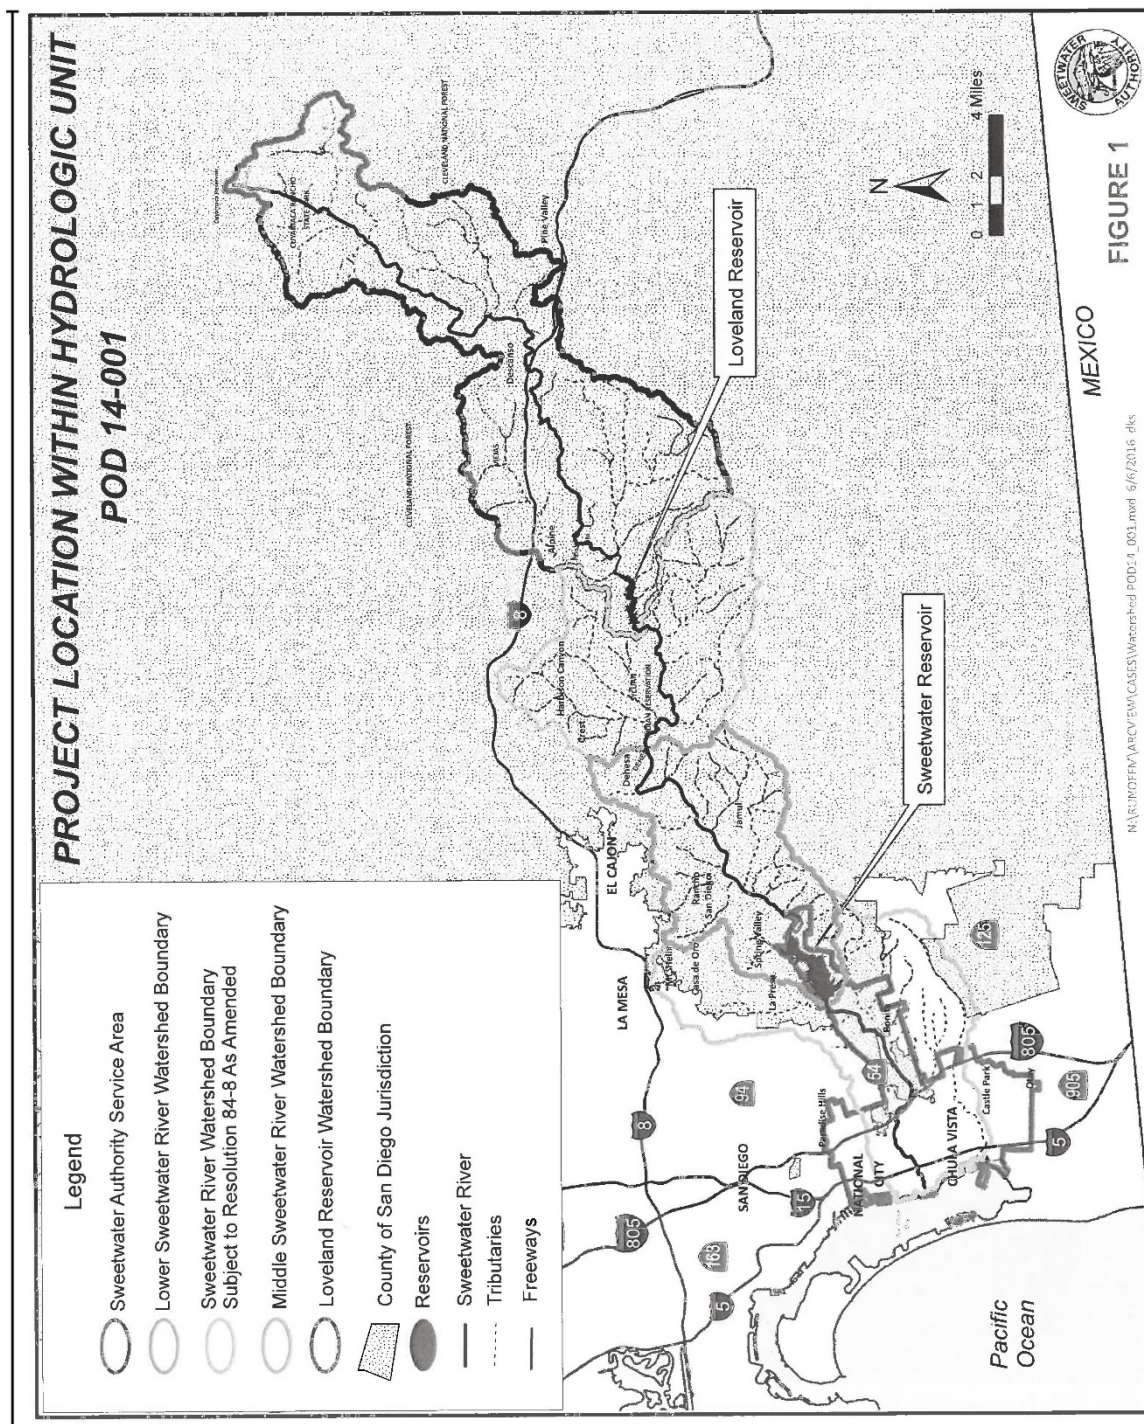 PROJECT LOCATION WITHIN HYDROLOGIC UNIT
POD 14-001
Legend
Sweetwater Authority Service Area
Lower Sweetwater River Watershed Boundary
Sweetwater River Watershed Boundary
Subject to Resolution 84-8 As Amended
Middle Sweetwater River Watershed Boundary
Loveland Reservoir Watershed Boundary
County of San Diego Jurisdiction
Reservoirs
Sweetwater River
Tributaries
Freeways
CLEVELAND NATIONAL FOREST
CLEVELAND NATIONAL FOREST
Pine Valley
Descanso
Alpine
8
Harbison Canyon
Crest
Dehesa
EL CAJON
LA MESA
Mt Helix
Casa de Oro
Rancho
San Diego
Jamul
Spring Valley
La Presa
Loveland Reservoir
Sweetwater Reservoir
8
94
805
163
5
15
SAN DIEGO
Paradise Hills
NATIONAL
CITY
54
CHULA VISTA
Castle Park
Otay
805
905
125
5
Pacific
Ocean
MEXICO
N
0 1 2 4 Miles
SWEETWATER
AUTHORITY
FIGURE 1